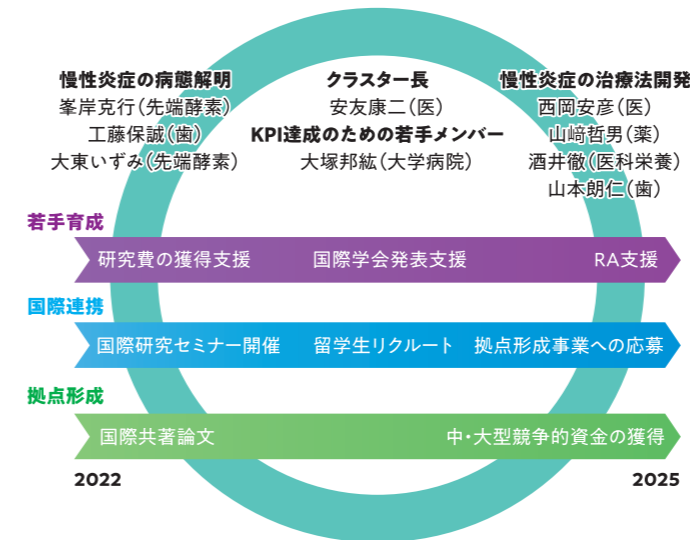 慢性炎症の病態解明
峯岸克行(先端酵素)
工藤保誠(歯)
大東いずみ(先端酵素)
クラスター長
安友康二(医)
KPI達成のための若手メンバー
大塚邦紘(大学病院)
慢性炎症の治療法開発
西岡安彦(医)
山﨑哲男(薬)
酒井徹(医科栄養)
山本朗仁(歯)
若手育成
研究費の獲得支援 国際学会発表支援 RA支援
国際連携
国際研究セミナー開催 留学生リクルート 拠点形成事業への応募
拠点形成
国際共著論文 中・大型競争的資金の獲得
2022 2025